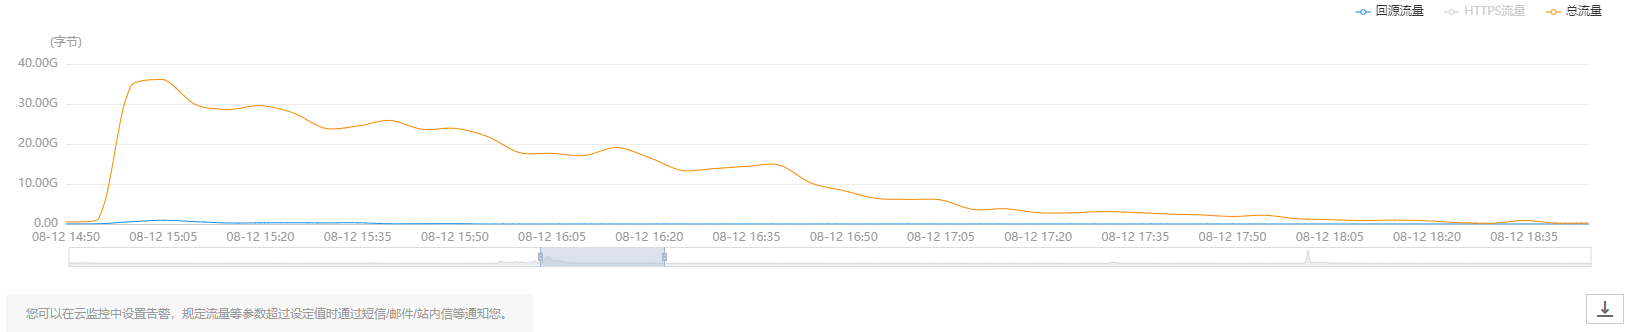 回源流量 HTTPS流量 总流量
(字节)
40.00G
30.00G
20.00G
10.00G
0.00
08-12 14:50 08-12 15:05 08-12 15:20 08-12 15:35 08-12 15:50 08-12 16:05 08-12 16:20 08-12 16:35 08-12 16:50 08-12 17:05 08-12 17:20 08-12 17:35 08-12 17:50 08-12 18:05 08-12 18:20 08-12 18:35
您可以在云监控中设置告警，规定流量等参数超过设定值时通过短信/邮件/站内信等通知您。